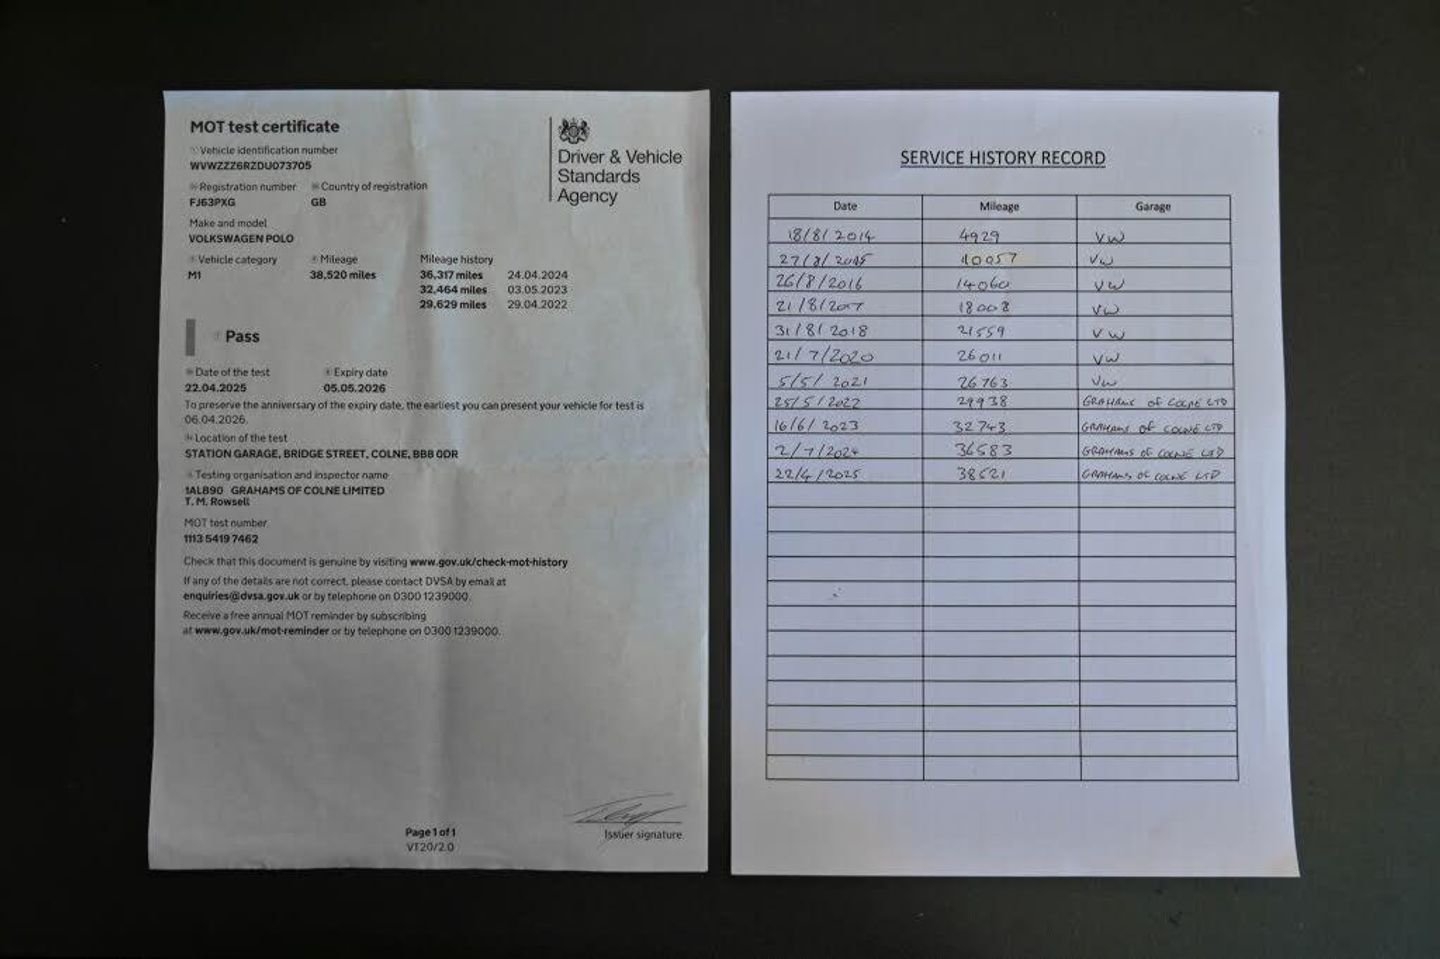 MOT test certificate
Vehicle identification number
WVWZZZ6RZDU073705
Registration number Country of registration
FJ63PXG GB
Make and model
VOLKSWAGEN POLO
Vehicle category Mileage Mileage history
M1 38,520 miles 36,317 miles 24.04.2024
32,464 miles 03.05.2023
29,629 miles 29.04.2022
Pass
Date of the test Expiry date
22.04.2025 05.05.2026
To preserve the anniversary of the expiry date, the earliest you can present your vehicle for test is
06.04.2026.
Location of the test
STATION GARAGE, BRIDGE STREET, COLNE, BB8 0DR
Testing organisation and inspector name
1ALB90 GRAHAMS OF COLNE LIMITED
T. M. Rowsell
MOT test number
1113 5419 7462
Check that this document is genuine by visiting www.gov.uk/check-mot-history
If any of the details are not correct, please contact DVSA by email at
enquiries@dvsa.gov.uk or by telephone on 0300 1239000.
Receive a free annual MOT reminder by subscribing
at www.gov.uk/mot-reminder or by telephone on 0300 1239000.
Page 1 of 1
VT20/2.0
Issuer signature
Driver & Vehicle
Standards
Agency
SERVICE HISTORY RECORD
Date Mileage Garage
18/8/2014 4929 VW
27/8/2015 10057 VW
26/8/2016 14060 VW
21/8/2017 18008 VW
31/8/2018 21559 VW
21/7/2020 26011 VW
5/5/2021 26763 VW
25/5/2022 29938 GRAHAMS OF COLNE LTD
16/6/2023 32743 GRAHAMS OF COLNE LTD
2/7/2024 36583 GRAHAMS OF COLNE LTD
22/4/2025 38521 GRAHAMS OF COLNE LTD